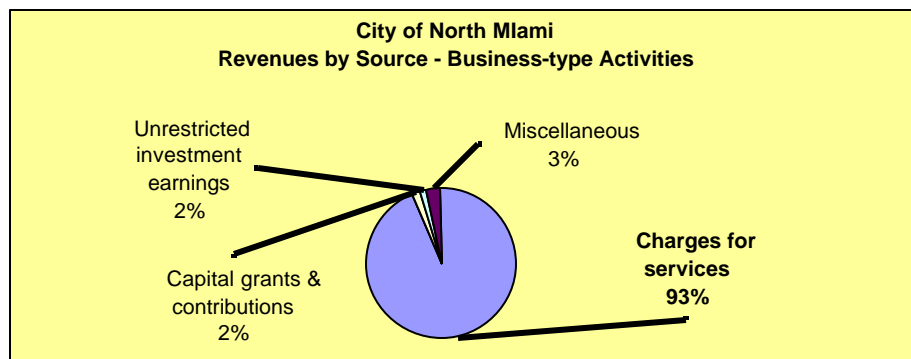 City of North MIami
Revenues by Source - Business-type Activities
Unrestricted
investment
earnings
2%
Miscellaneous
3%
Capital grants &
contributions
2%
Charges for
services
93%